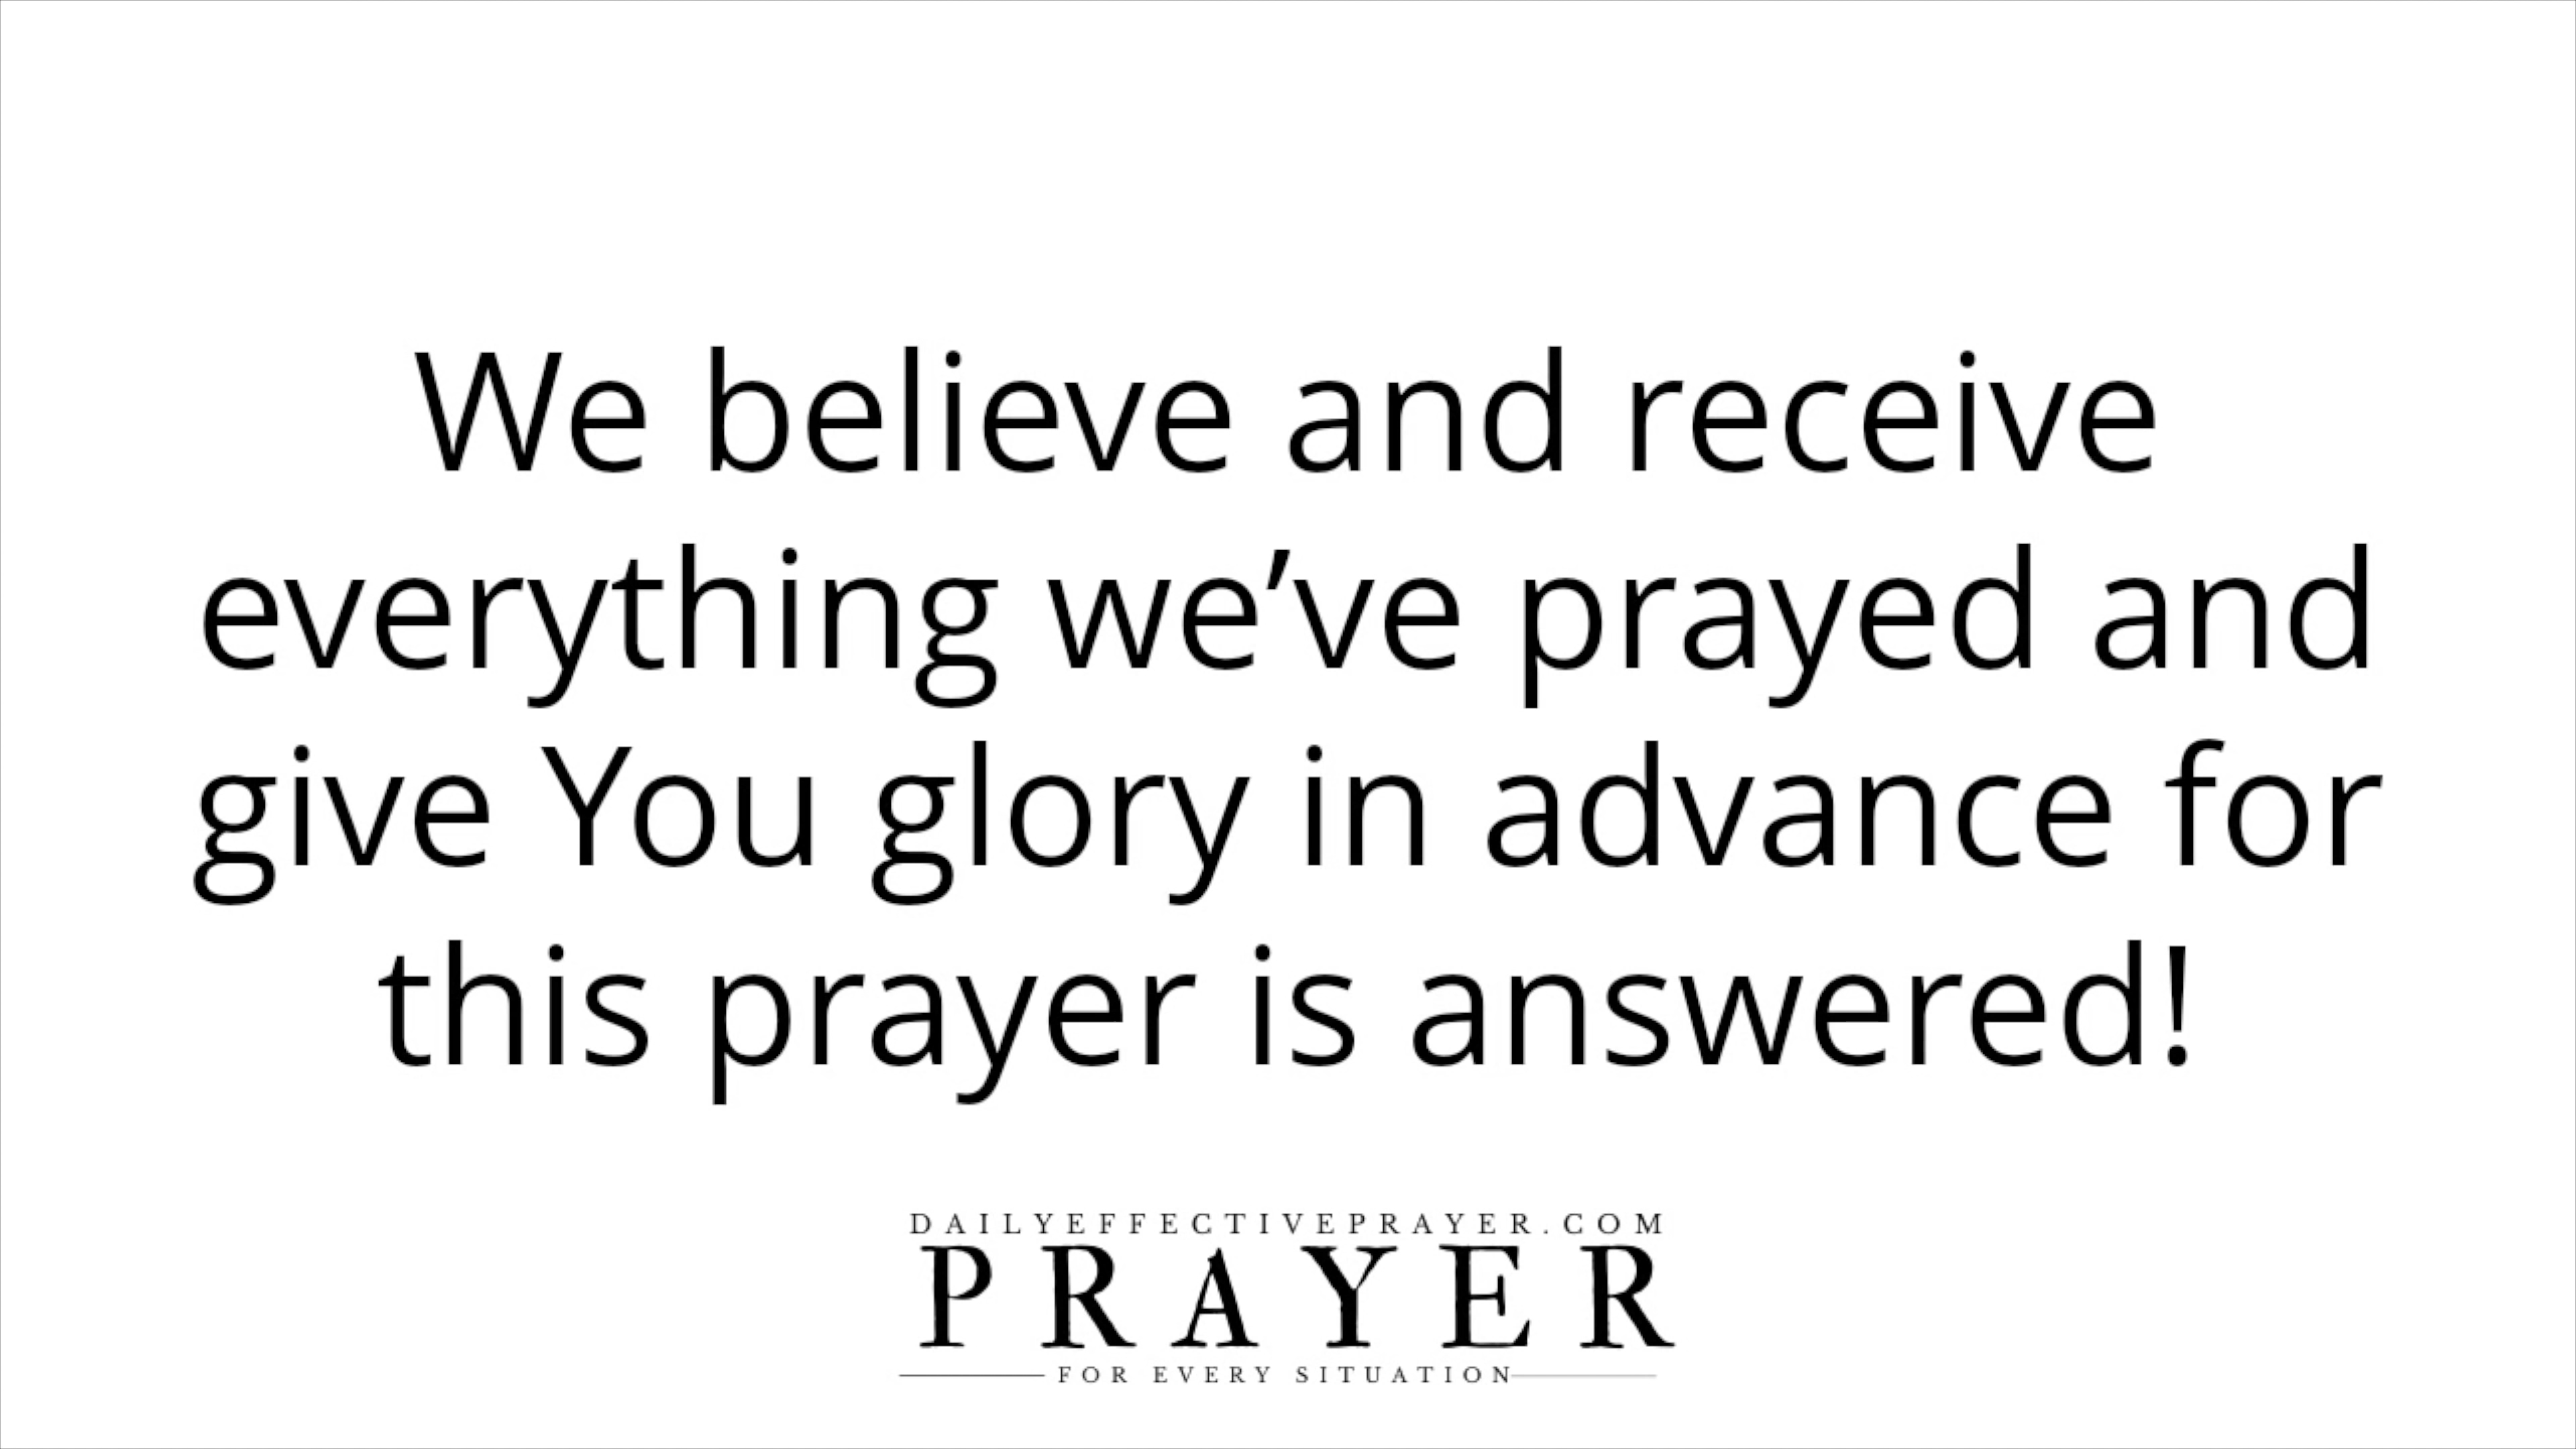 We believe and receive
everything we’ve prayed and
give You glory in advance for
this prayer is answered!
DAILYEFFECTIVEPRAYER.COM
PRAYER
FOR EVERY SITUATION